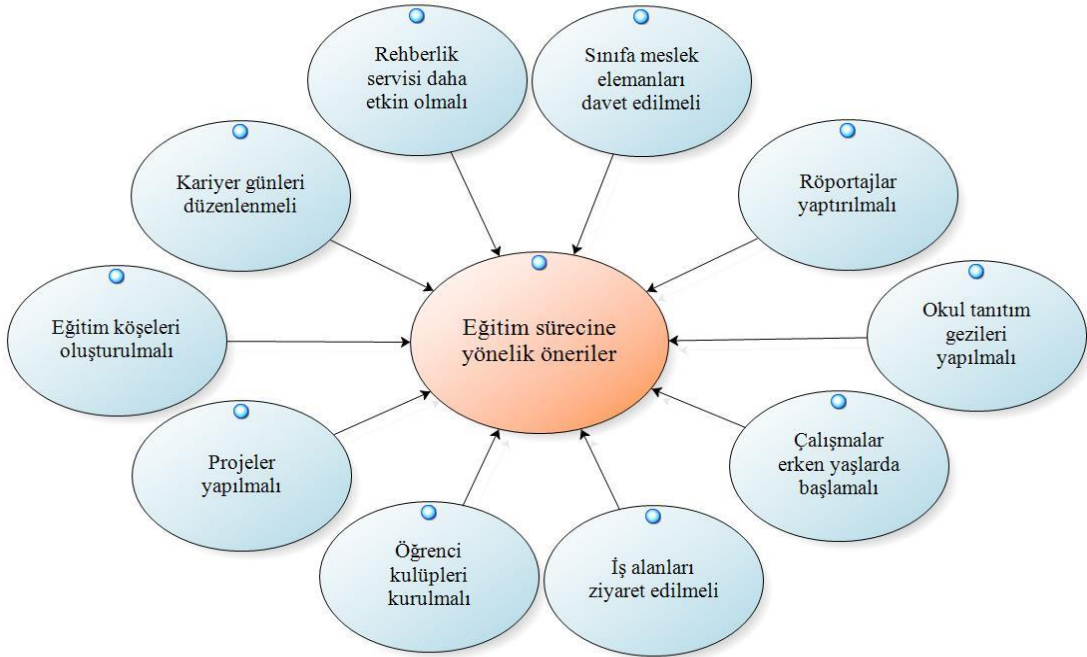 Rehberlik
servisi daha
etkin olmalı
Sınıfa meslek
elemanları
davet edilmeli
Kariyer günleri
düzenlenmeli
Röportajlar
yaptırılmalı
Eğitim köşeleri
oluşturulmalı
Eğitim sürecine
yönelik öneriler
Okul tanıtım
gezileri
yapılmalı
Projeler
yapılmalı
Çalışmalar
erken yaşlarda
başlamalı
Öğrenci
kulüpleri
kurulmalı
İş alanları
ziyaret edilmeli